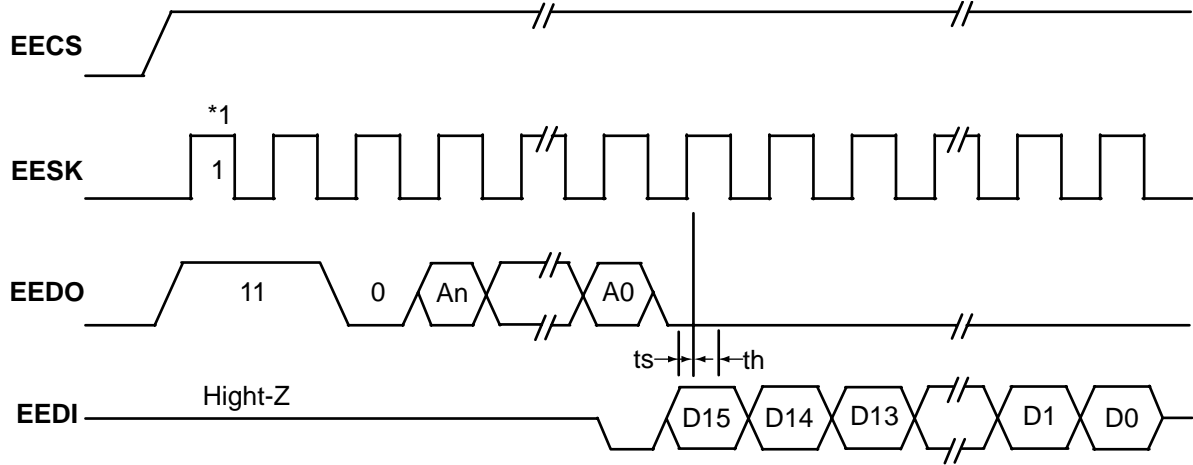 EECS
*1
EESK 1
EEDO 11 0 An A0
ts th
Hight-Z
EEDI D15 D14 D13 D1 D0